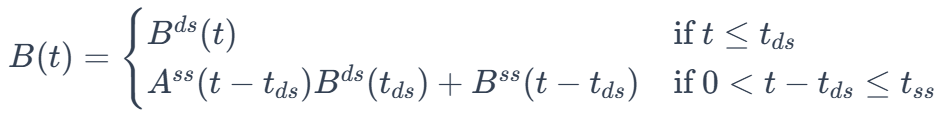 B(t) = { B^{ds}(t) if t ≤ t_{ds}
A^{ss}(t − t_{ds})B^{ds}(t_{ds}) + B^{ss}(t − t_{ds}) if 0 < t − t_{ds} ≤ t_{ss}